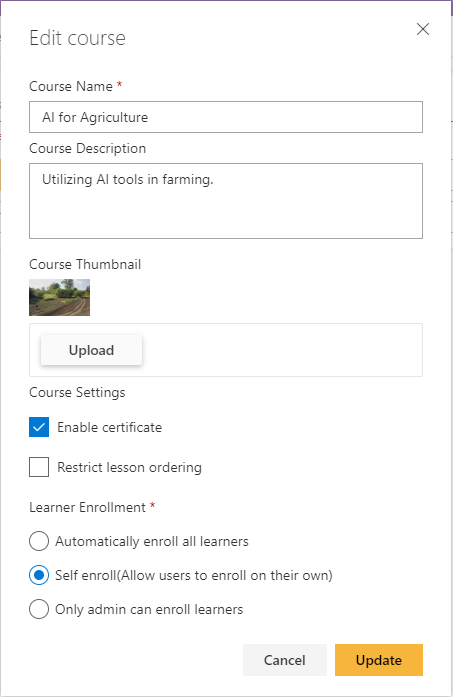 Edit course
Course Name *
AI for Agriculture
Course Description
Utilizing AI tools in farming.
Course Thumbnail
Upload
Course Settings
Enable certificate
Restrict lesson ordering
Learner Enrollment *
Automatically enroll all learners
Self enroll(Allow users to enroll on their own)
Only admin can enroll learners
Cancel
Update